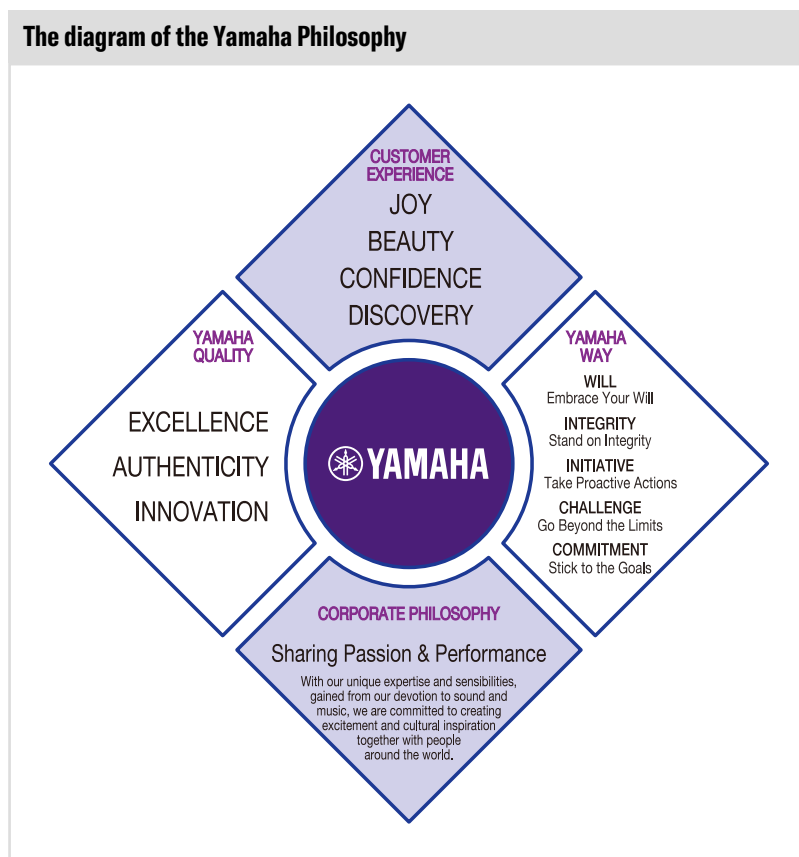 The diagram of the Yamaha Philosophy
CUSTOMER
EXPERIENCE
JOY
BEAUTY
CONFIDENCE
DISCOVERY
YAMAHA
QUALITY
EXCELLENCE
AUTHENTICITY
INNOVATION
YAMAHA
YAMAHA
WAY
WILL
Embrace Your Will
INTEGRITY
Stand on Integrity
INITIATIVE
Take Proactive Actions
CHALLENGE
Go Beyond the Limits
COMMITMENT
Stick to the Goals
CORPORATE PHILOSOPHY
Sharing Passion & Performance
With our unique expertise and sensibilities,
gained from our devotion to sound and
music, we are committed to creating
excitement and cultural inspiration
together with people
around the world.